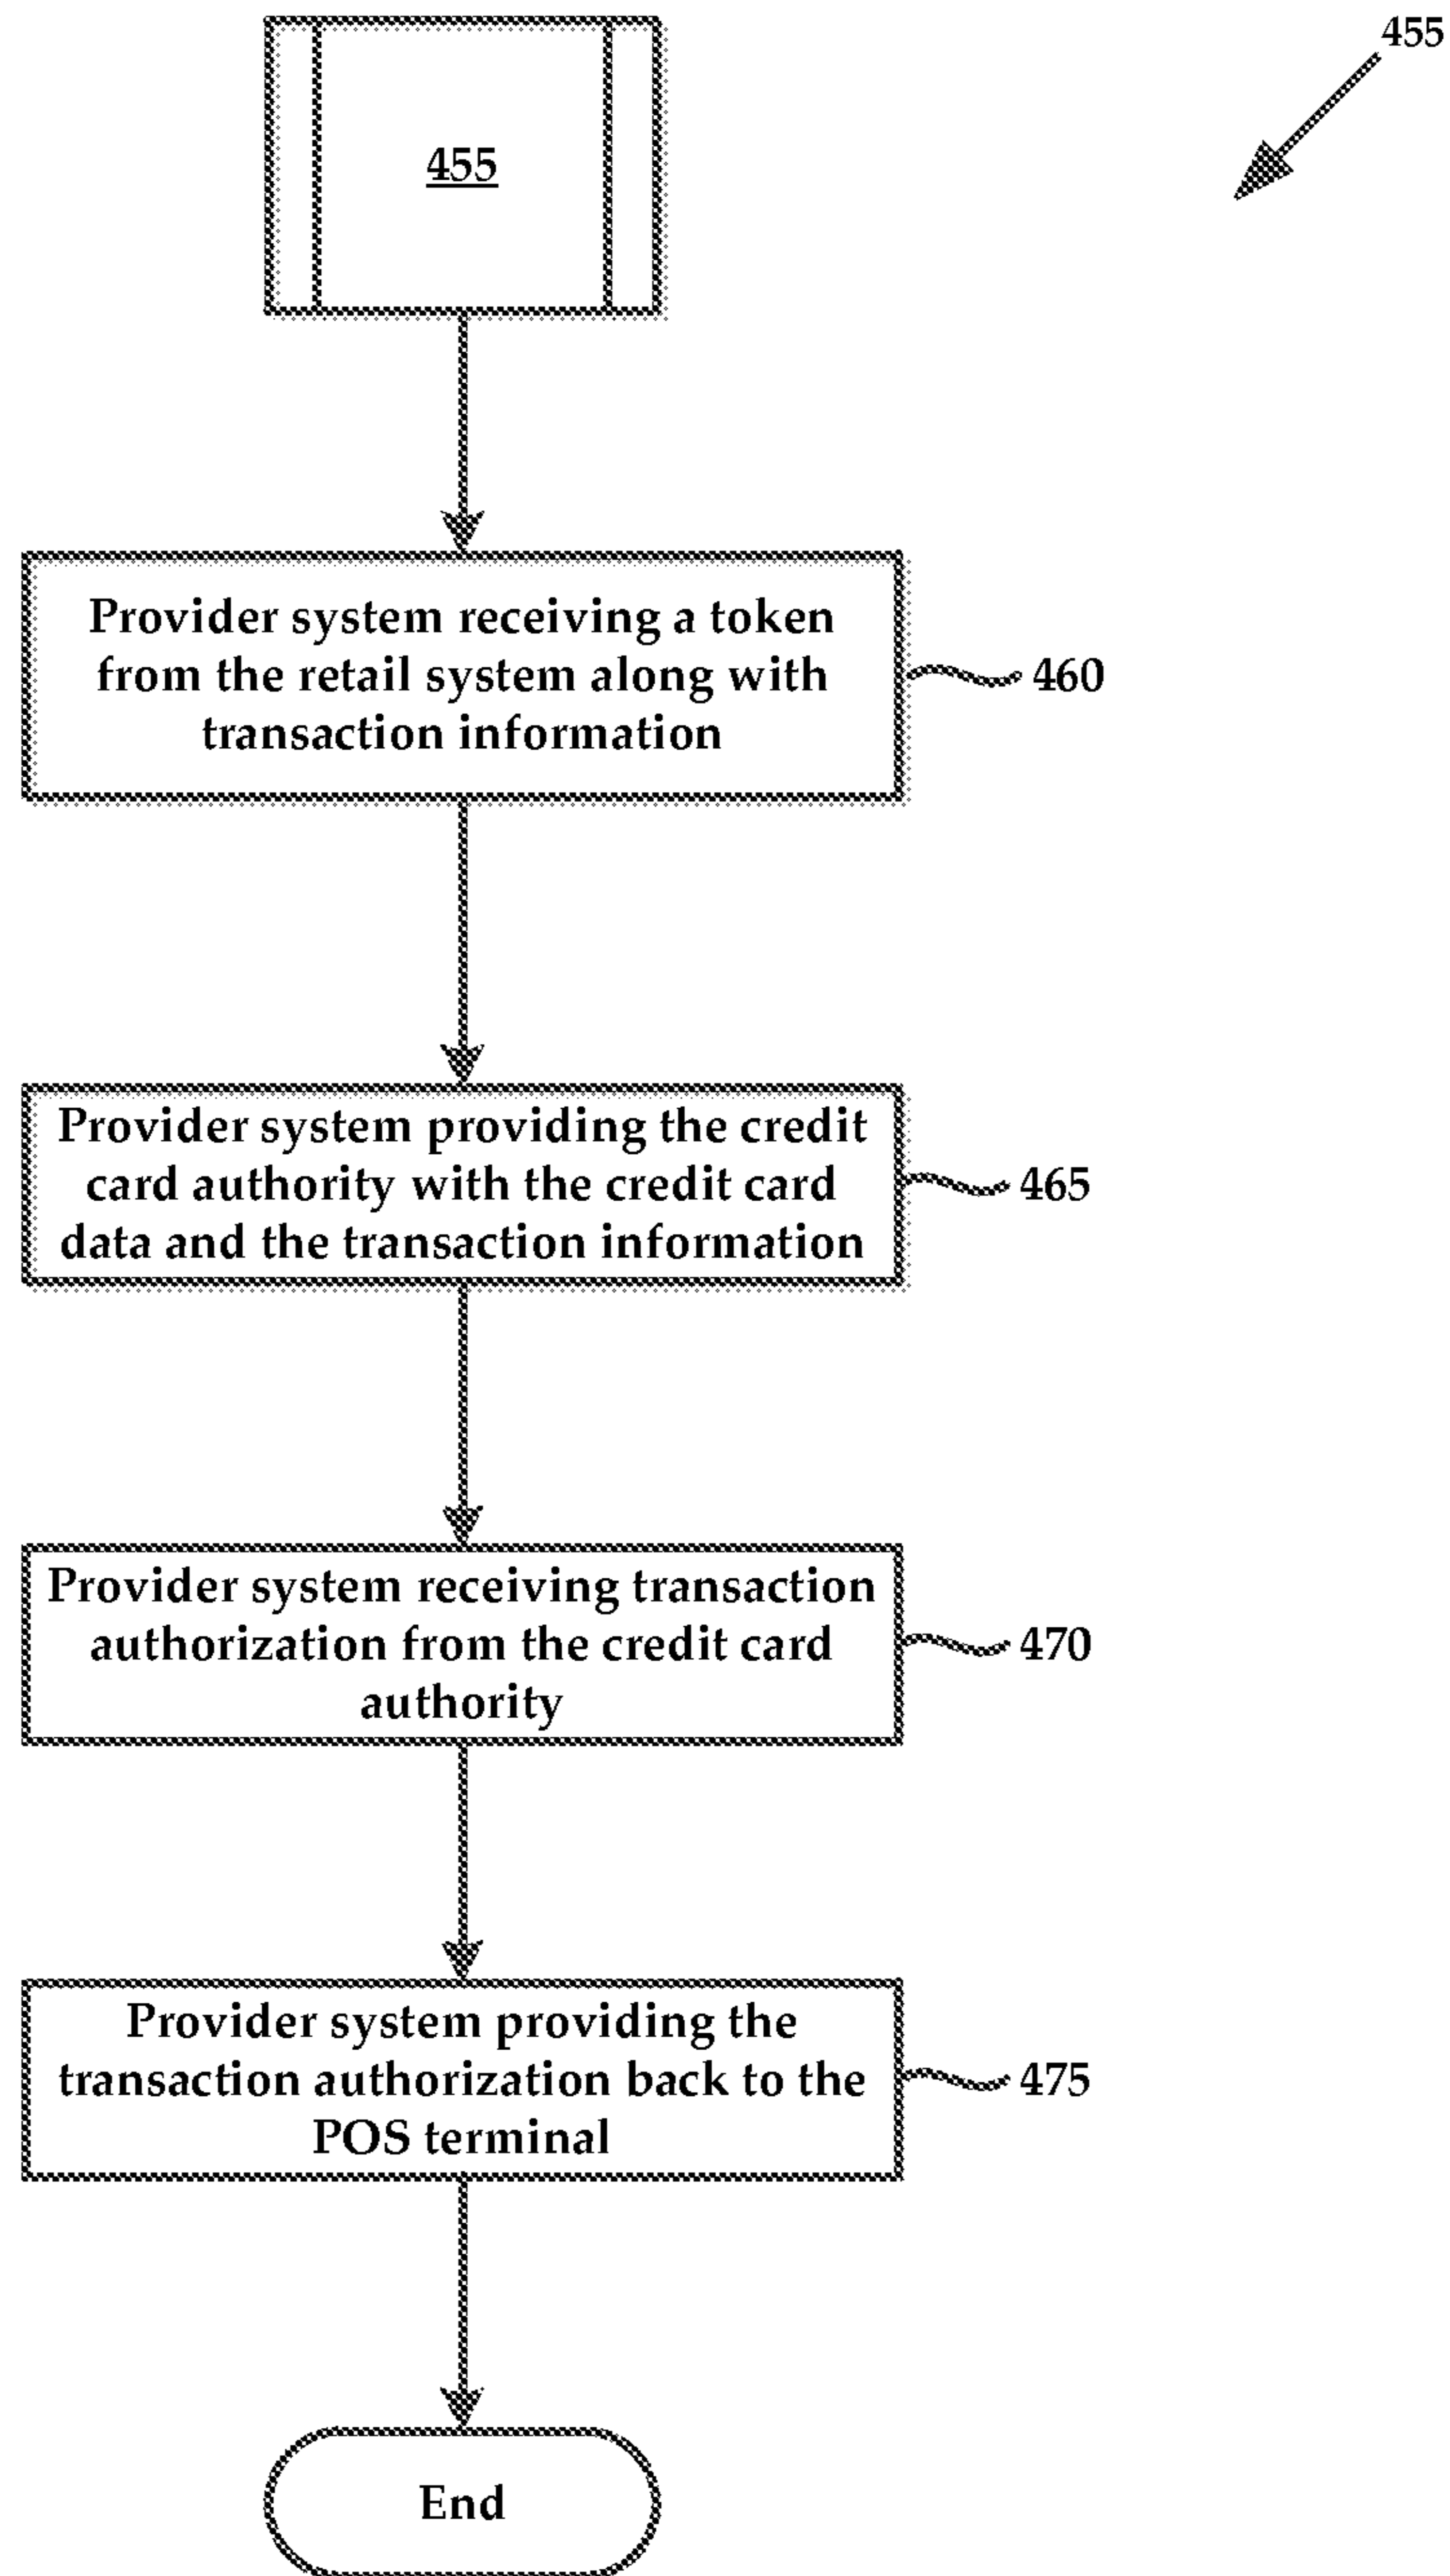 455
455
Provider system receiving a token
from the retail system along with
transaction information
460
Provider system providing the credit
card authority with the credit card
data and the transaction information
465
Provider system receiving transaction
authorization from the credit card
authority
470
Provider system providing the
transaction authorization back to the
POS terminal
475
End